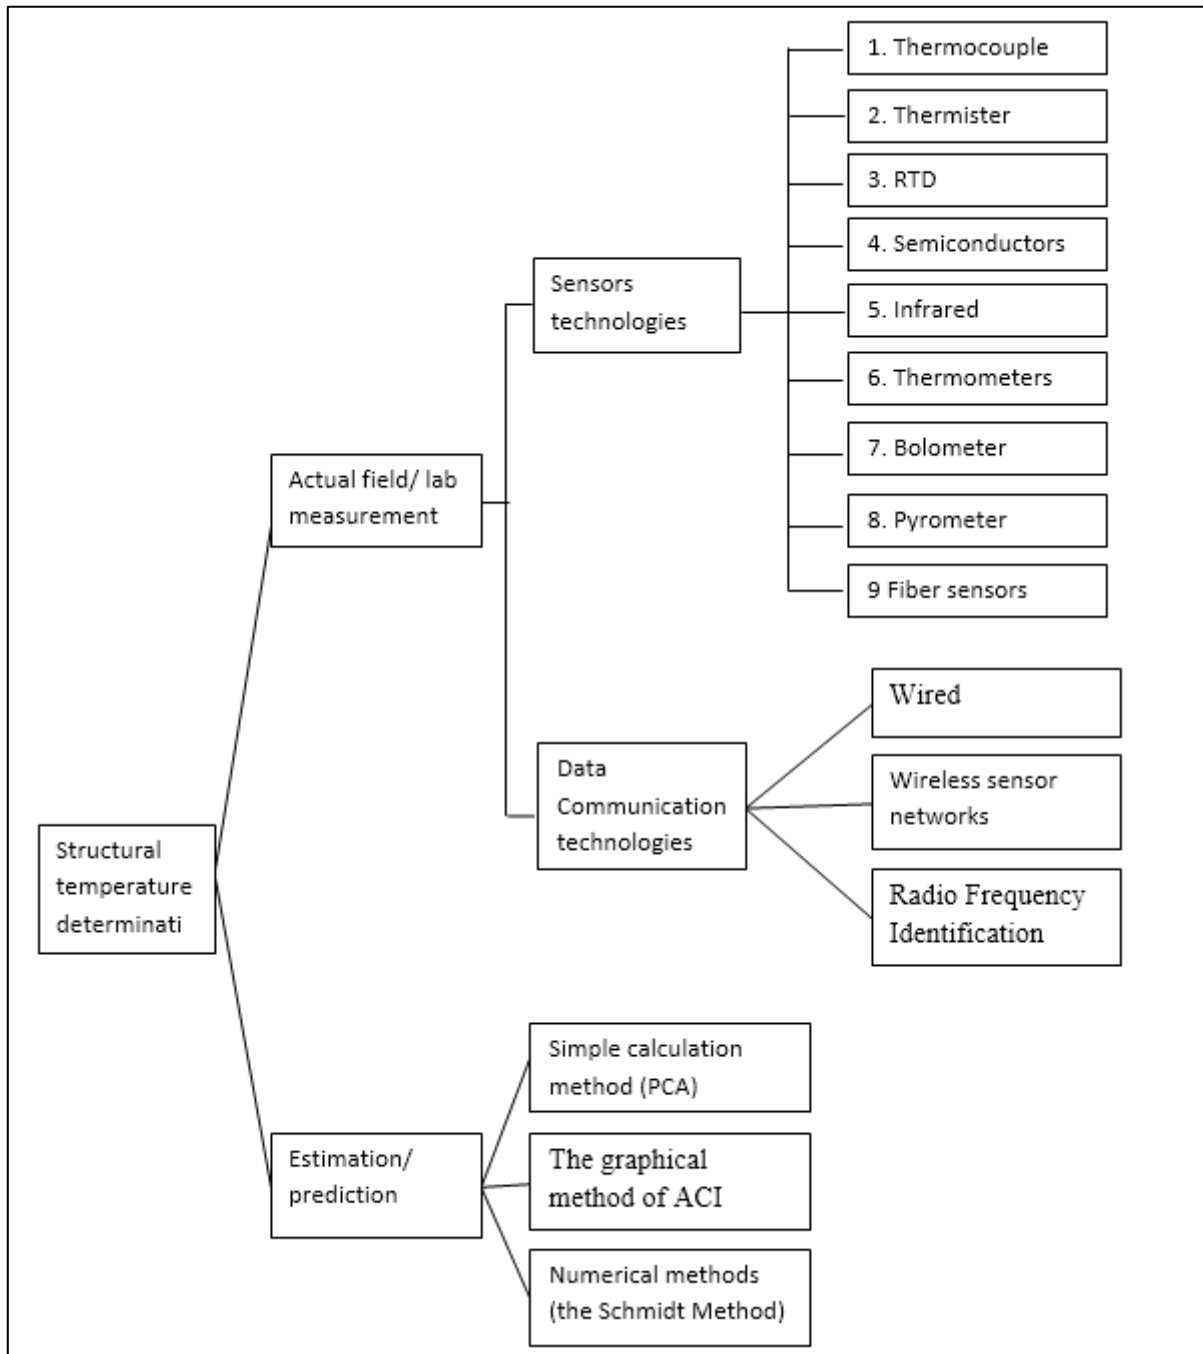 1. Thermocouple
2. Thermister
3. RTD
4. Semiconductors
5. Infrared
6. Thermometers
7. Bolometer
8. Pyrometer
9 Fiber sensors
Sensors
technologies
Actual field/ lab
measurement
Data
Communication
technologies
Wired
Wireless sensor
networks
Radio Frequency
Identification
Structural
temperature
determinati
Estimation/
prediction
Simple calculation
method (PCA)
The graphical
method of ACI
Numerical methods
(the Schmidt Method)